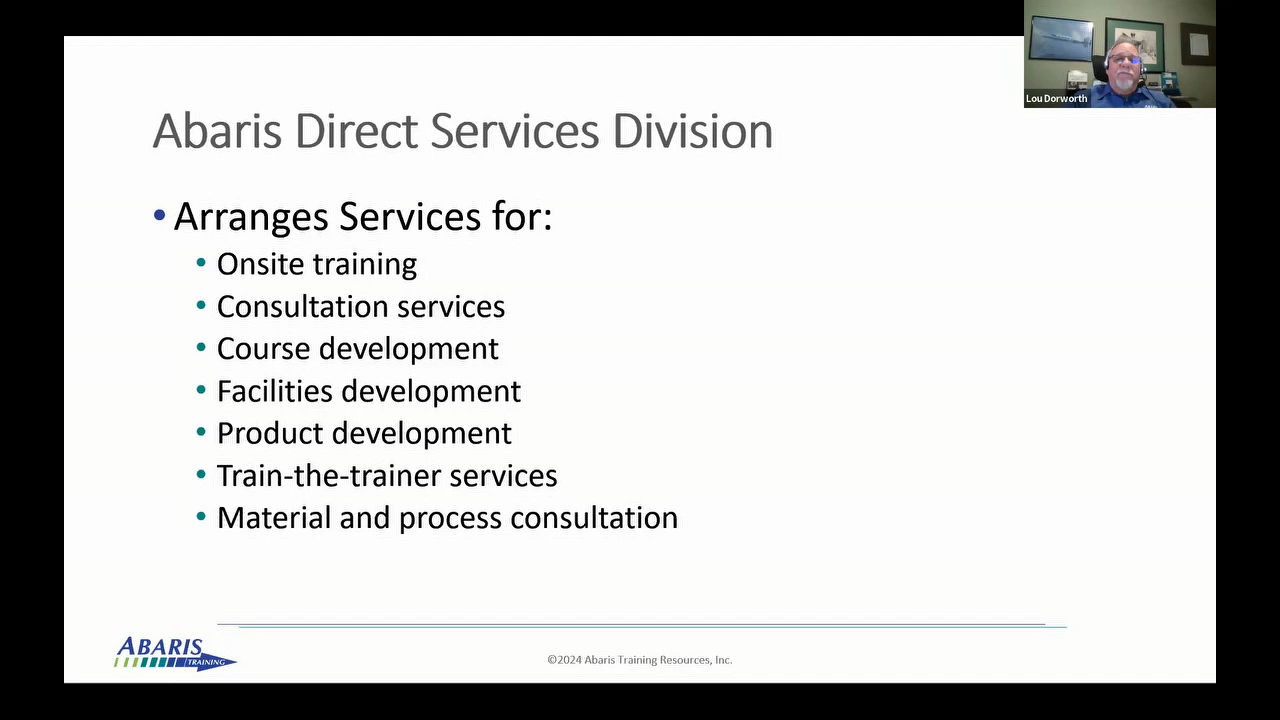 Lou Dorworth
Abaris Direct Services Division
• Arranges Services for:
• Onsite training
• Consultation services
• Course development
• Facilities development
• Product development
• Train-the-trainer services
• Material and process consultation
ABARIS
TRAINING
©2024 Abaris Training Resources, Inc.